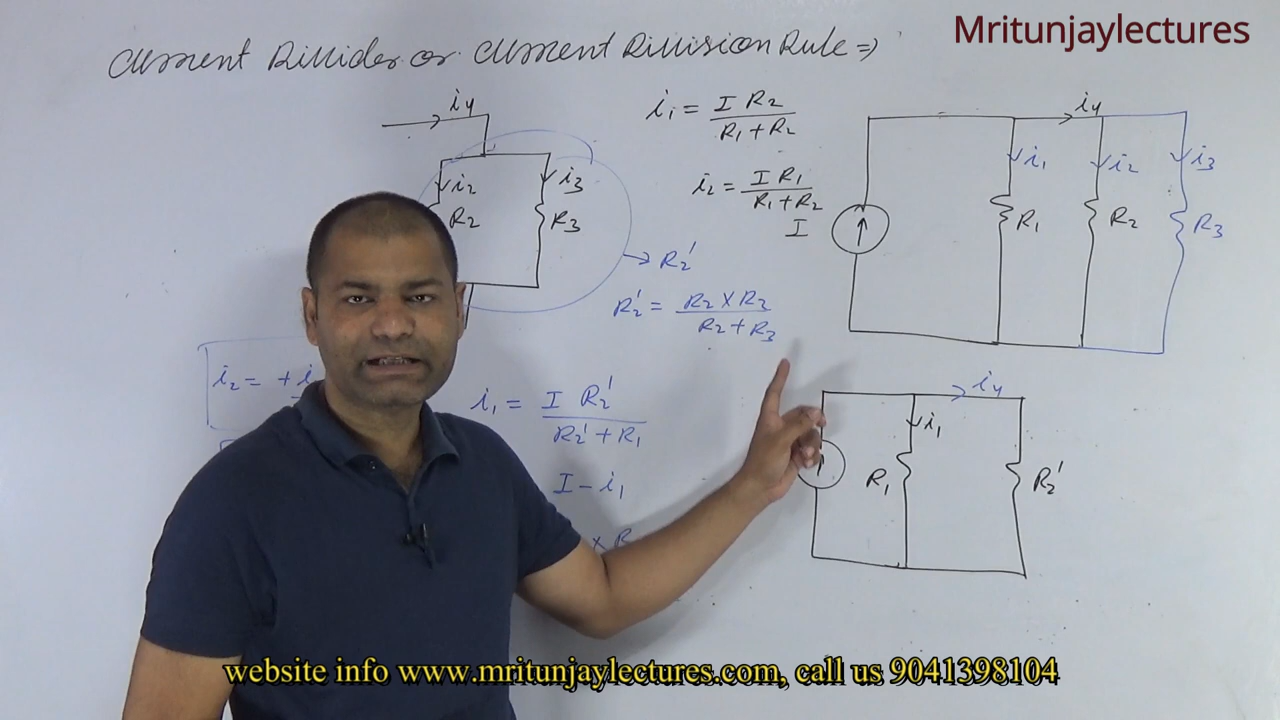 Mritunjaylectures
Current Divider or Current Division Rule ⇒
i4
i2
i3
R2
R3
→ R2'
R2' = R2 × R2 / R2 + R3
i1 = I R2 / R1 + R2
i2 = I R1 / R1 + R2
I
i4
i1
i2
i3
R1
R2
R3
i2 = + i
i1 = I R2' / R2' + R1
I - i1
× R
i4
i1
R1
R2'
website info www.mritunjaylectures.com, call us 9041398104